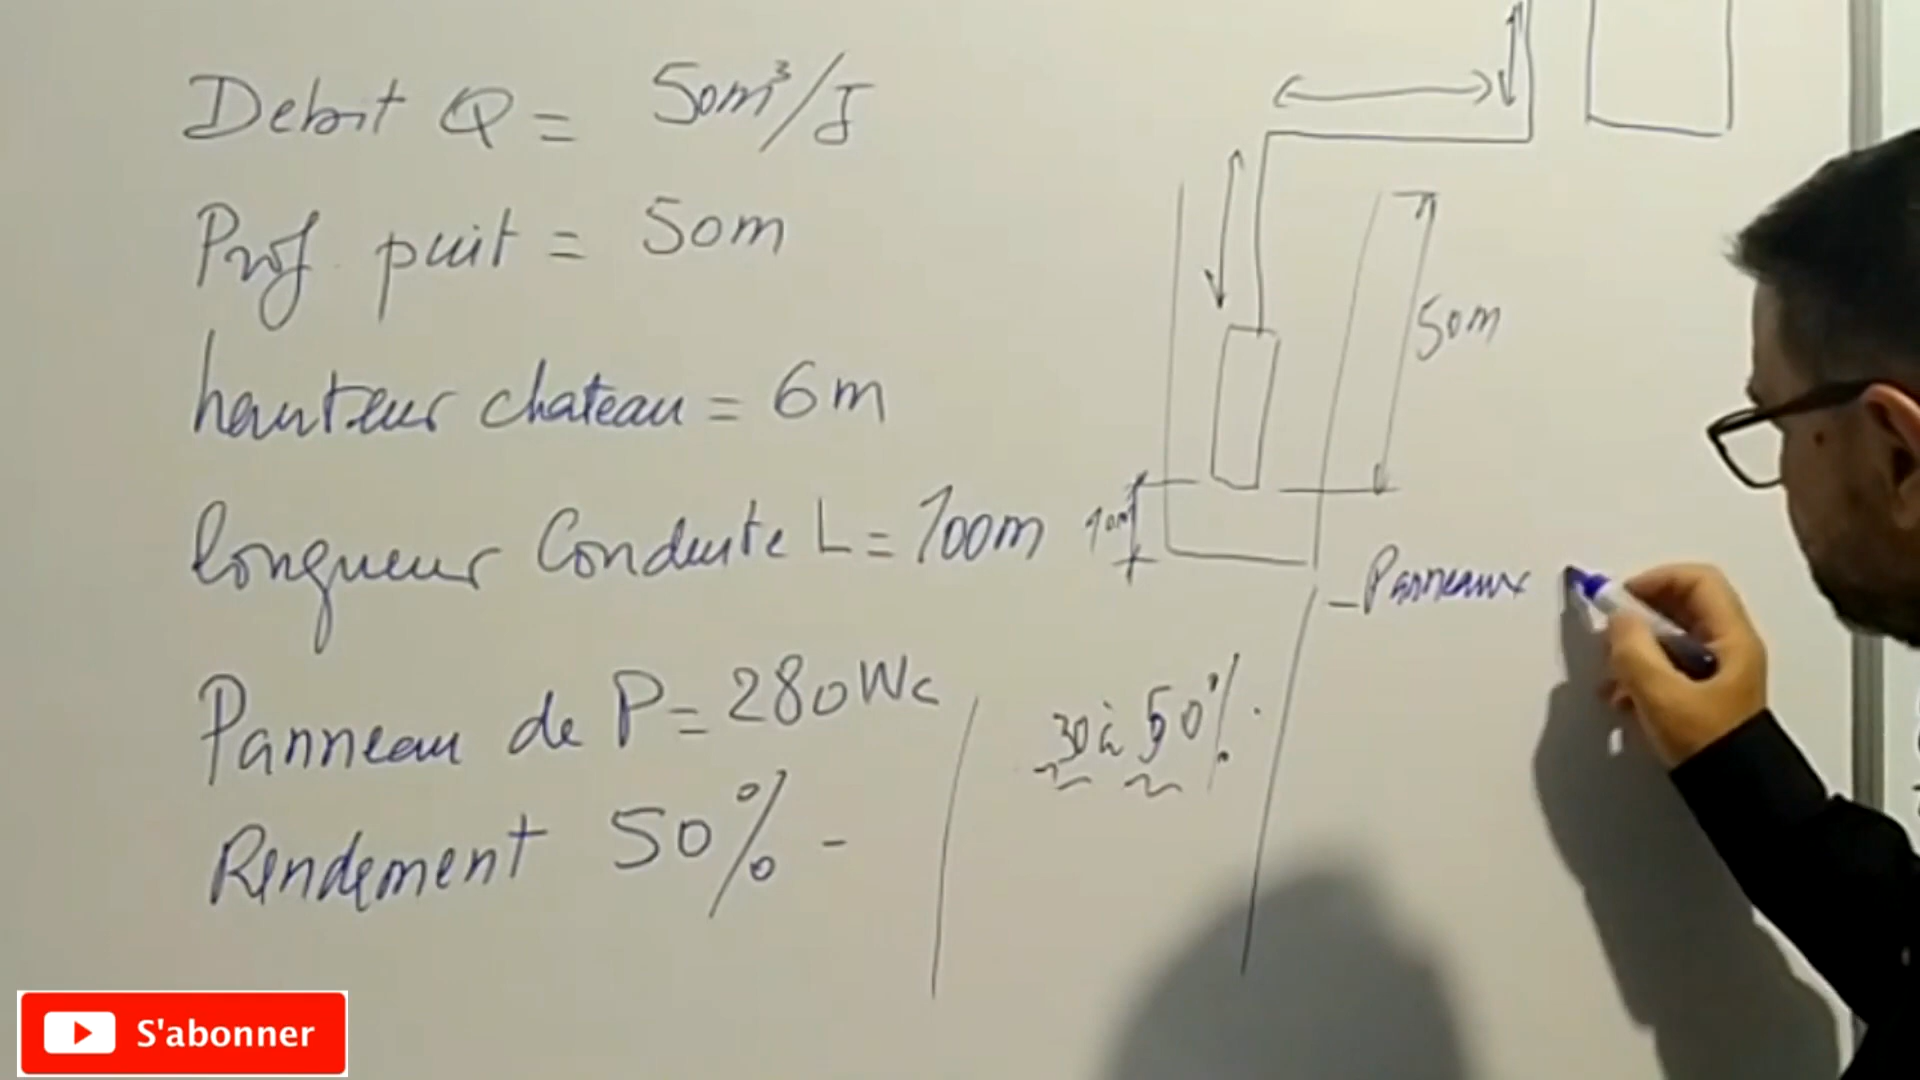 Debit Q = 50m³/J
Prof. puit = 50m
hauteur chateau = 6m
longueur Conduite L = 100m
Panneau de P = 280Wc
Rendement 50% -
50m
10m
- Panneaux
30 à 50%.
S'abonner